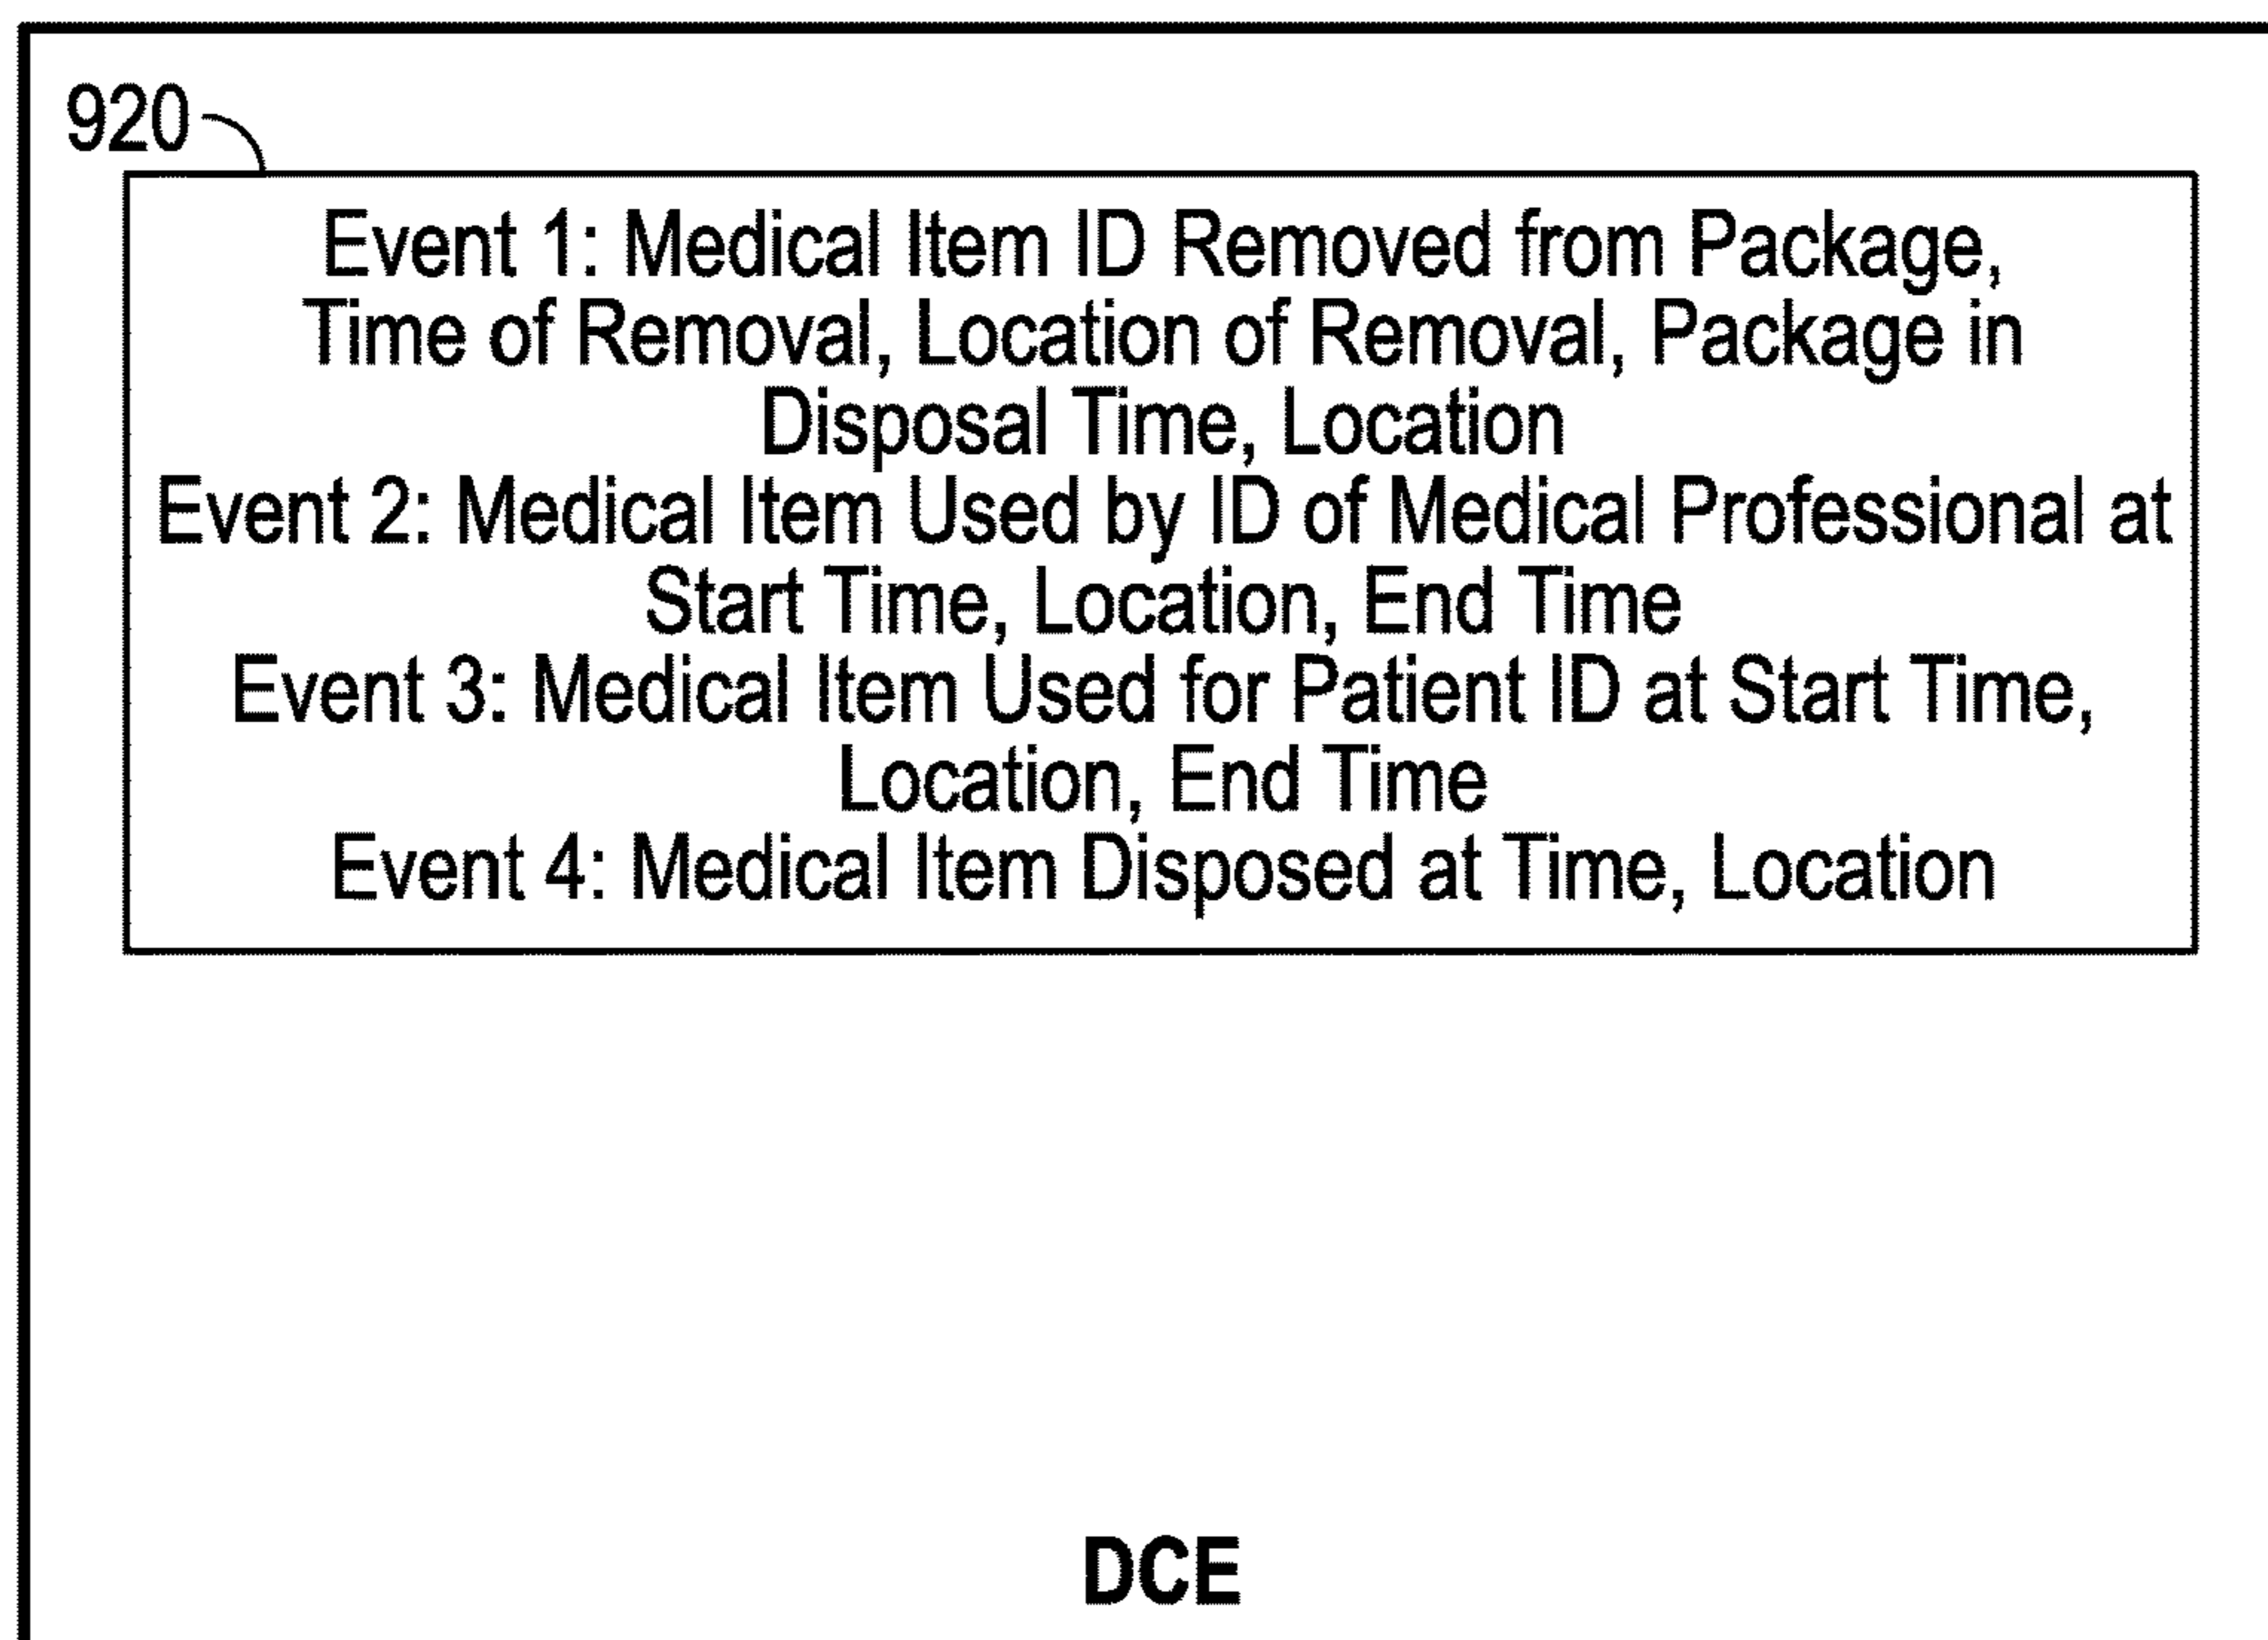 920
Event 1: Medical Item ID Removed from Package,
Time of Removal, Location of Removal, Package in
Disposal Time, Location
Event 2: Medical Item Used by ID of Medical Professional at
Start Time, Location, End Time
Event 3: Medical Item Used for Patient ID at Start Time,
Location, End Time
Event 4: Medical Item Disposed at Time, Location
DCE